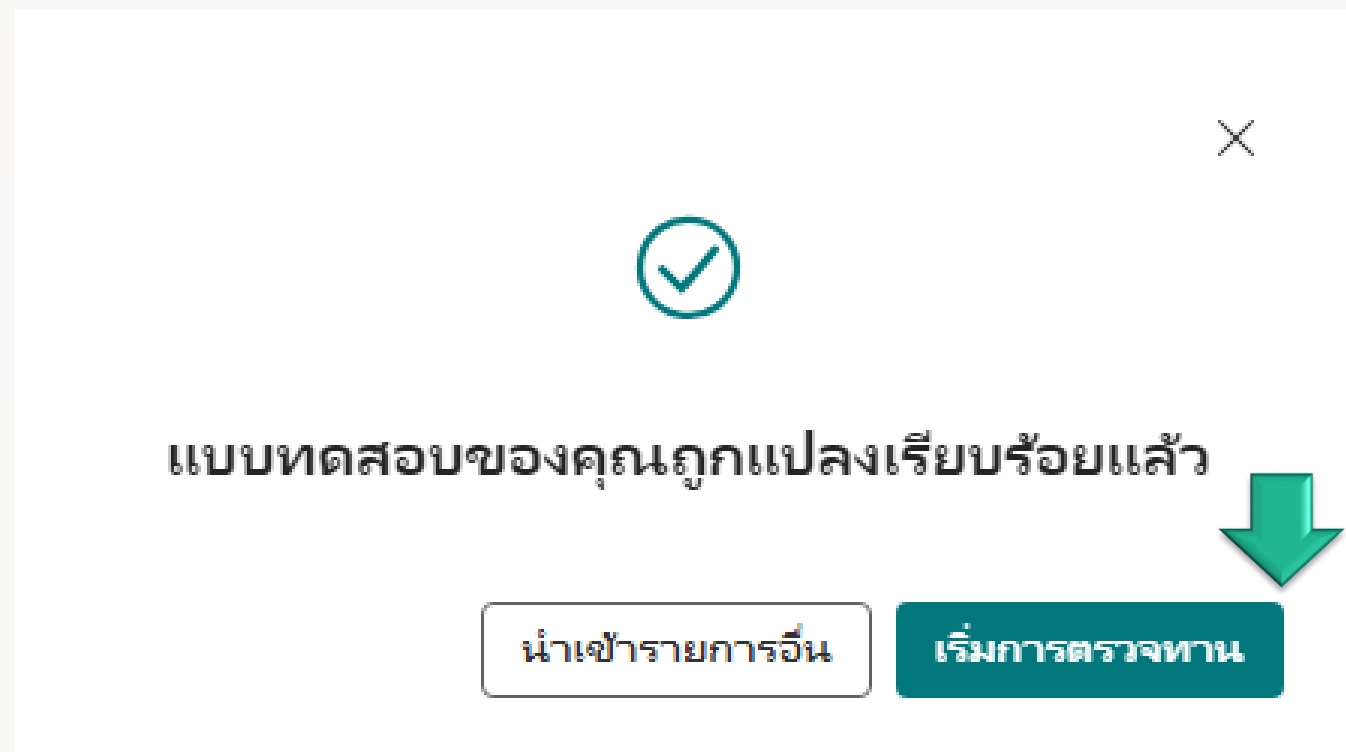 แบบทดสอบของคุณถูกแปลงเรียบร้อยแล้ว
นำเข้ารายการอื่น
เริ่มการตรวจทาน